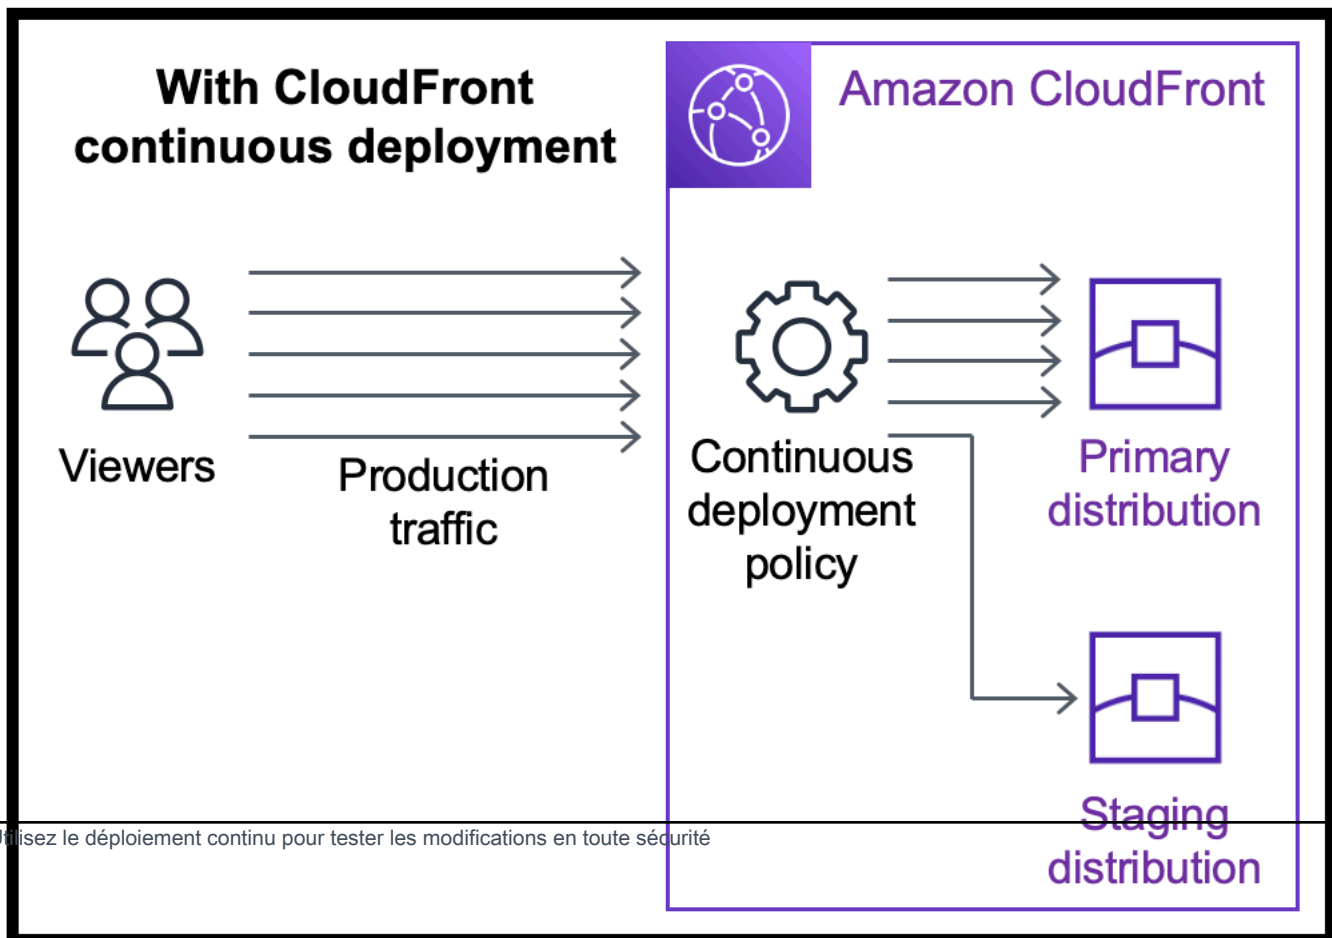 With CloudFront
continuous deployment
Amazon CloudFront
Viewers
Production
traffic
Continuous
deployment
policy
Primary
distribution
Staging
distribution
Utilisez le déploiement continu pour tester les modifications en toute sécurité